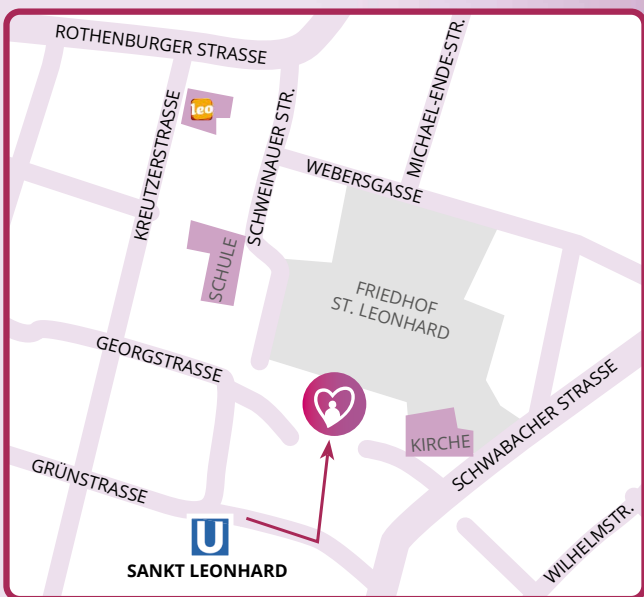 ROTHENBURGER STRASSE
MICHAEL-ENDE-STR.
leo
KREUTZERSTRASSE
SCHWEINAUER STR.
WEBERSGASSE
SCHULE
FRIEDHOF
ST. LEONHARD
GEORGSTRASSE
KIRCHE
SCHWABACHER STRASSE
GRÜNSTRASSE
WILHELMSTR.
U
SANKT LEONHARD